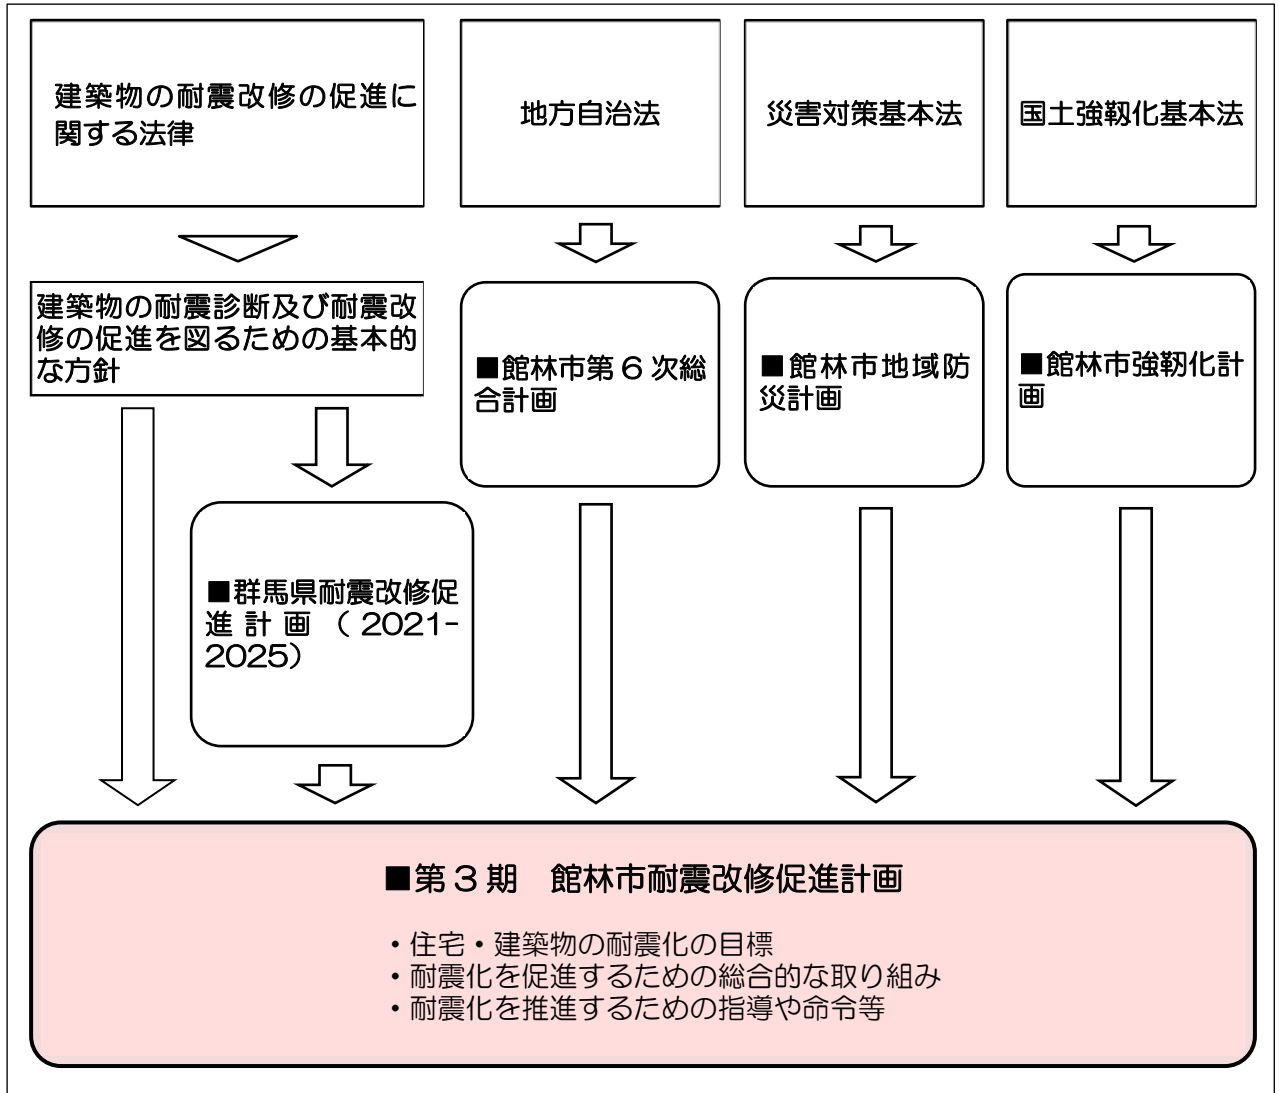 建築物の耐震改修の促進に
関する法律
地方自治法
災害対策基本法
国土強靱化基本法
建築物の耐震診断及び耐震改
修の促進を図るための基本的
な方針
■館林市第６次総
合計画
■館林市地域防
災計画
■館林市強靭化計
画
■群馬県耐震改修促
進計画（2021-
2025）
■第３期　館林市耐震改修促進計画
・住宅・建築物の耐震化の目標
・耐震化を促進するための総合的な取り組み
・耐震化を推進するための指導や命令等